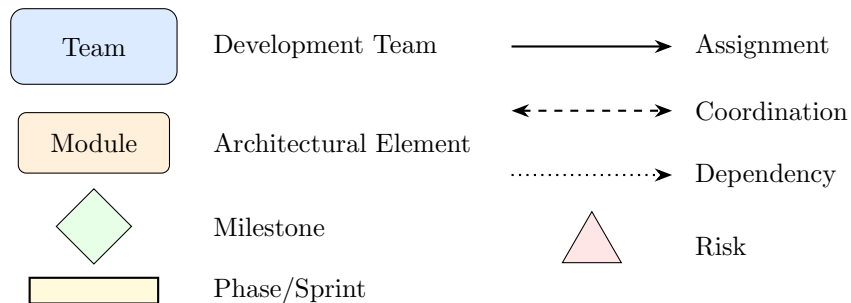 Team Development Team Assignment
Coordination
Module Architectural Element
Dependency
Milestone
Risk
Phase/Sprint